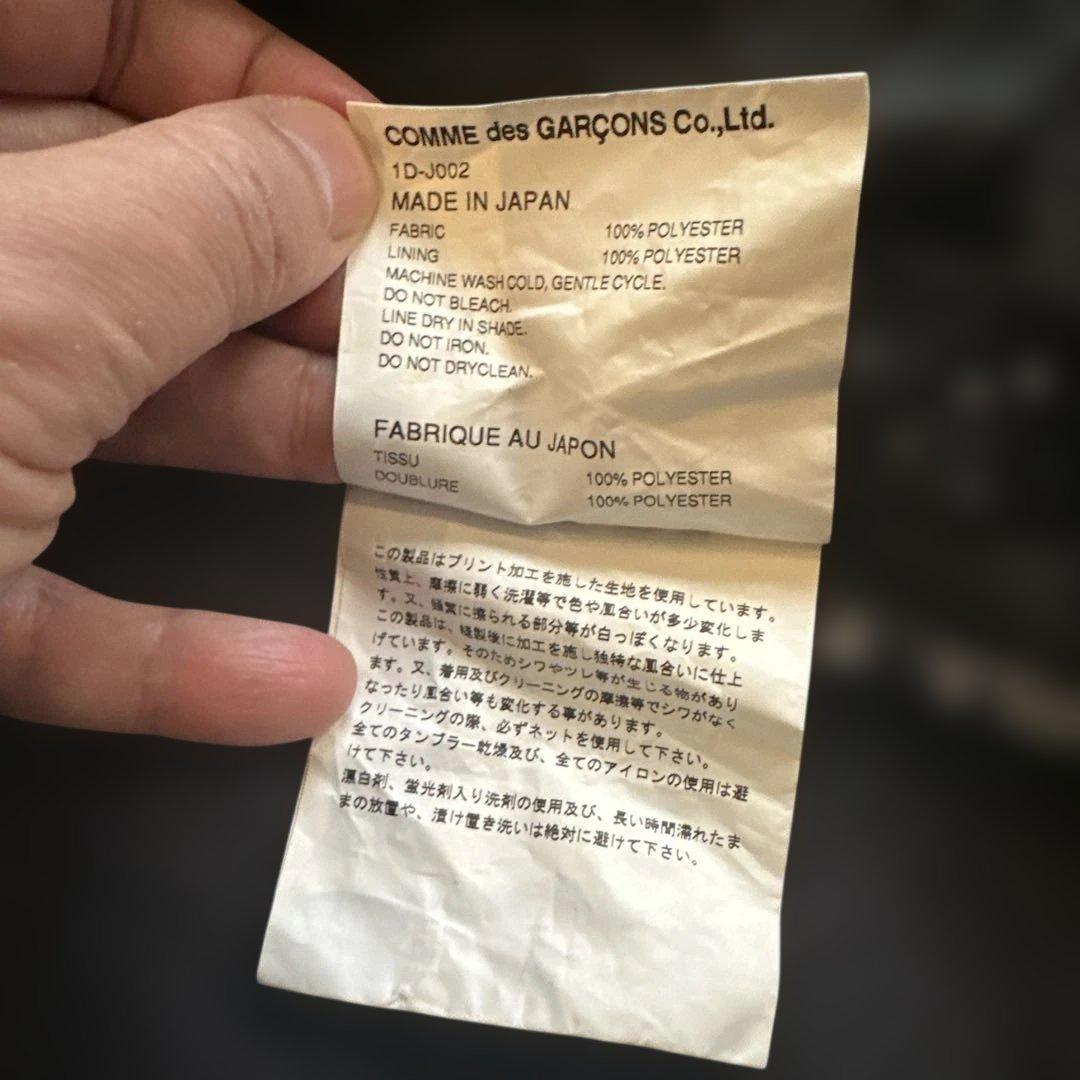 COMME des GARÇONS Co.,Ltd.
1D-J002
MADE IN JAPAN
FABRIC 100% POLYESTER
LINING 100% POLYESTER
MACHINE WASH COLD, GENTLE CYCLE.
DO NOT BLEACH.
LINE DRY IN SHADE.
DO NOT IRON.
DO NOT DRYCLEAN.
FABRIQUE AU JAPON
TISSU 100% POLYESTER
DOUBLURE 100% POLYESTER
この製品はプリント加工を施した生地を使用しています。
性質上、摩擦に弱く洗濯等で色や風合いが多少変化しま
す。又、頻繁に擦られる部分等が白っぽくなります。
この製品は、縫製後に加工を施し独特な風合いに仕上
げています。そのためシワやツレ等が生じる物があり
ます。又、着用及びクリーニングの摩擦等でシワがなく
なったり風合い等も変化する事があります。
クリーニングの際、必ずネットを使用して下さい。
全てのタンブラー乾燥及び、全てのアイロンの使用は避
けて下さい。
漂白剤、蛍光剤入り洗剤の使用及び、長い時間濡れたま
まの放置や、漬け置き洗いは絶対に避けて下さい。